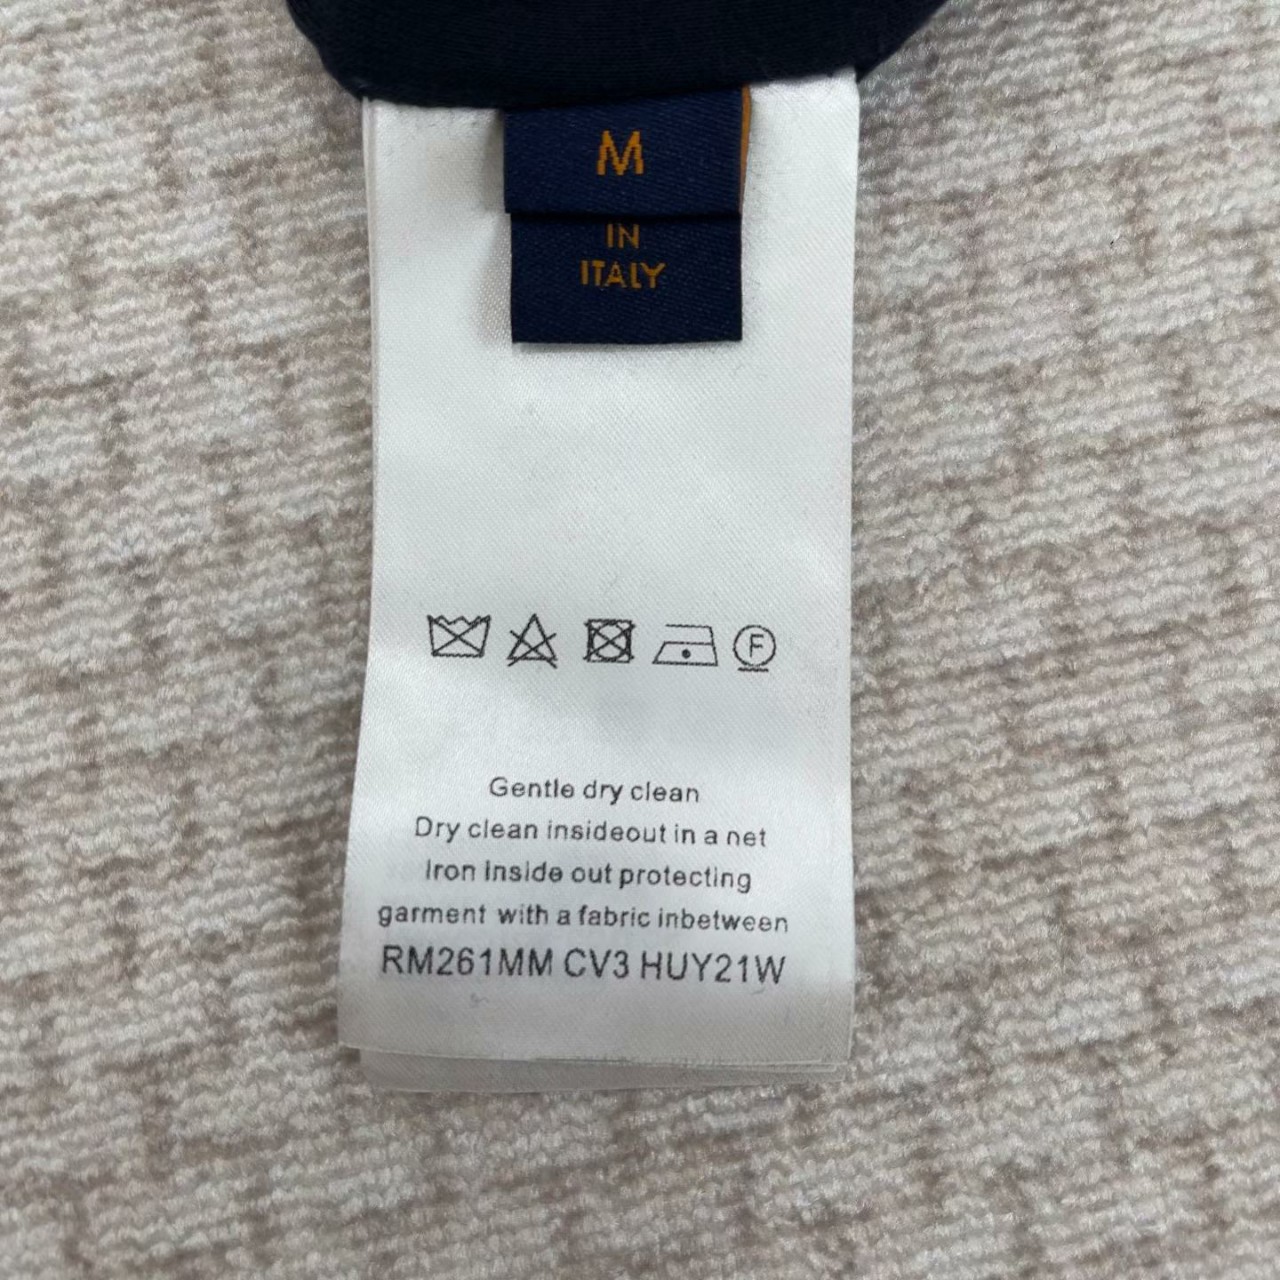 M
IN
ITALY
F
Gentle dry clean
Dry clean insideout in a net
Iron inside out protecting
garment with a fabric inbetween
RM261MM CV3 HUY21W